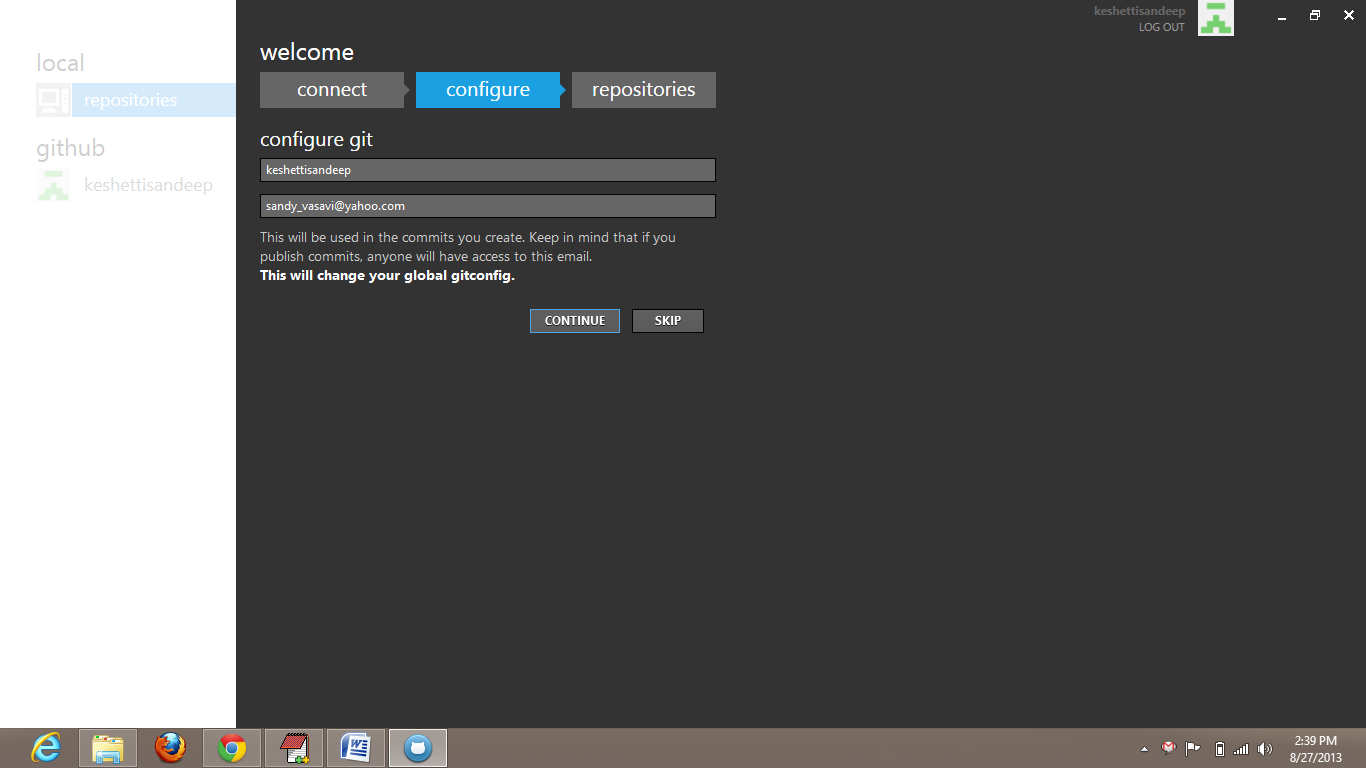 keshettisandeep
LOG OUT
local
repositories
github
keshettisandeep
welcome
connect
configure
repositories
configure git
keshettisandeep
sandy_vasavi@yahoo.com
This will be used in the commits you create. Keep in mind that if you
publish commits, anyone will have access to this email.
This will change your global gitconfig.
CONTINUE
SKIP
2:39 PM
8/27/2013